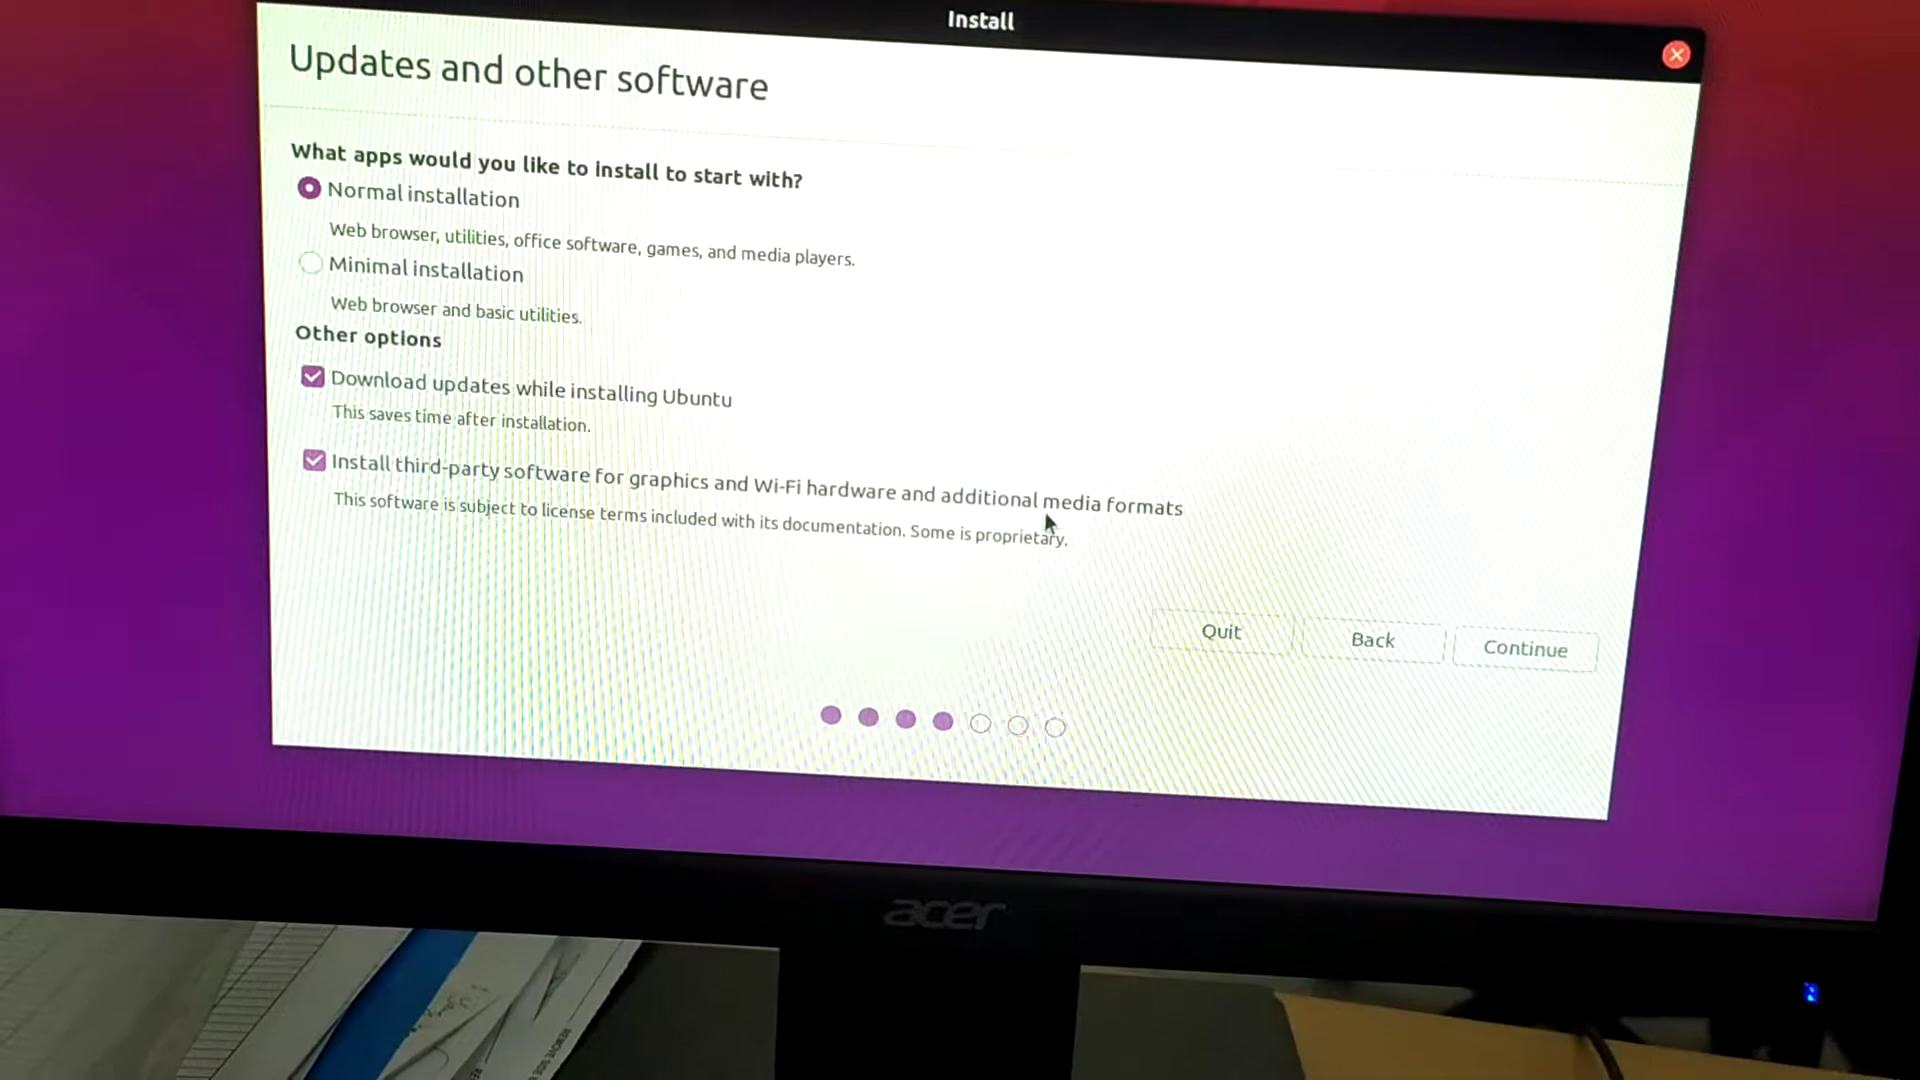 Install
Updates and other software
What apps would you like to install to start with?
Normal installation
Web browser, utilities, office software, games, and media players.
Minimal installation
Web browser and basic utilities.
Other options
Download updates while installing Ubuntu
This saves time after installation.
Install third-party software for graphics and Wi-Fi hardware and additional media formats
This software is subject to license terms included with its documentation. Some is proprietary.
Quit
Back
Continue
acer